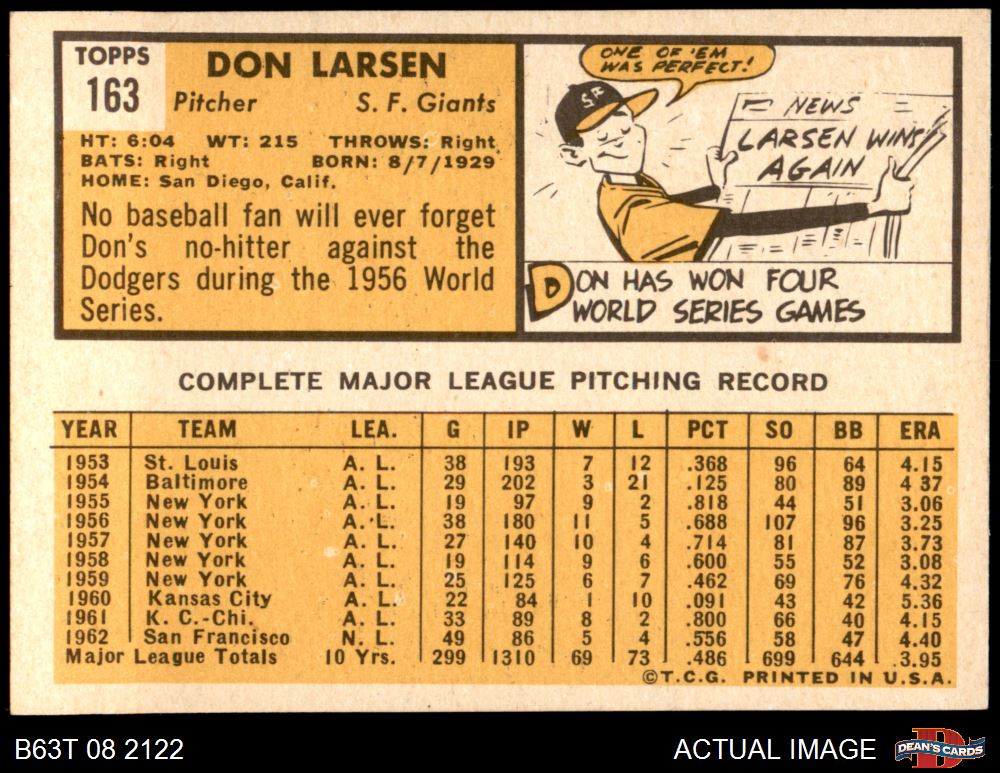 TOPPS
163
DON LARSEN
Pitcher S. F. Giants
HT: 6:04 WT: 215 THROWS: Right
BATS: Right BORN: 8/7/1929
HOME: San Diego, Calif.
No baseball fan will ever forget
Don's no-hitter against the
Dodgers during the 1956 World
Series.
ONE OF 'EM
WAS PERFECT!
SF
NEWS
LARSEN WINS
AGAIN
DON HAS WON FOUR
WORLD SERIES GAMES
COMPLETE MAJOR LEAGUE PITCHING RECORD
YEAR TEAM LEA. G IP W L PCT SO BB ERA
1953 St. Louis A. L. 38 193 7 12 .368 96 64 4.15
1954 Baltimore A. L. 29 202 3 21 .125 80 89 4 37
1955 New York A. L. 19 97 9 2 .818 44 51 3.06
1956 New York A. L. 38 180 11 5 .688 107 96 3.25
1957 New York A. L. 27 140 10 4 .714 81 87 3.73
1958 New York A. L. 19 114 9 6 .600 55 52 3.08
1959 New York A. L. 25 125 6 7 .462 69 76 4.32
1960 Kansas City A. L. 22 84 1 10 .091 43 42 5.36
1961 K. C.-Chi. A. L. 33 89 8 2 .800 66 40 4.15
1962 San Francisco N. L. 49 86 5 4 .556 58 47 4.40
Major League Totals 10 Yrs. 299 1310 69 73 .486 699 644 3.95
©T.C.G. PRINTED IN U.S.A.
B63T 08 2122 ACTUAL IMAGE
DEAN'S CARDS